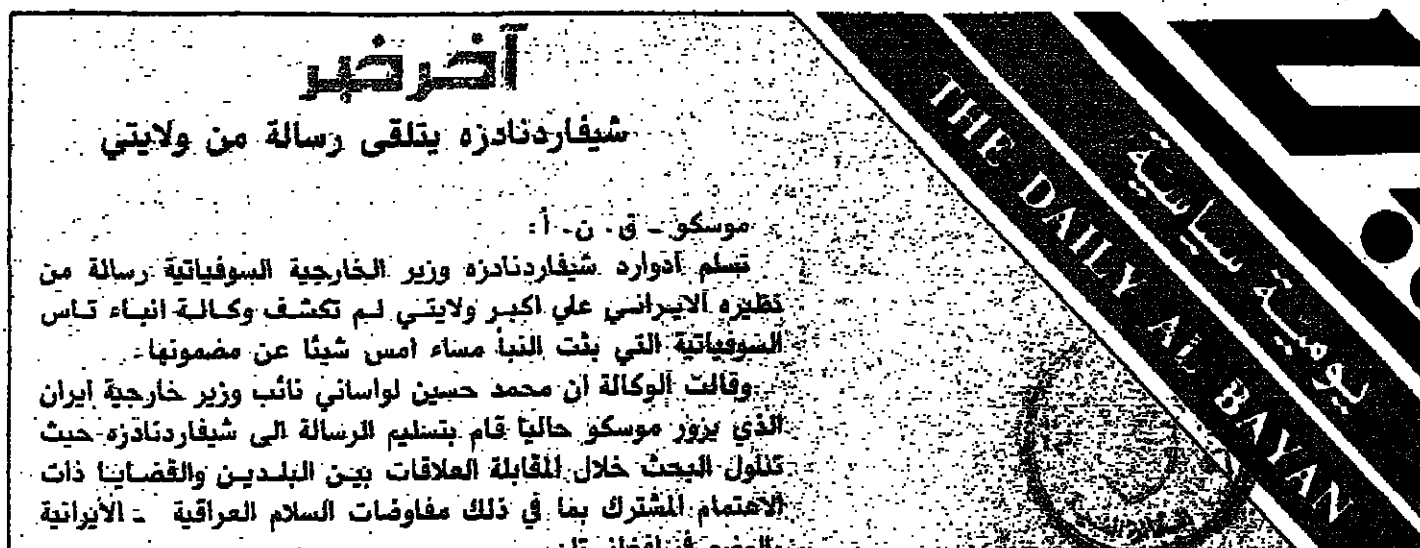 آخر خبر
شيفاردنادزه يتلقى رسالة من ولايتي
موسكو - ق. ن. أ:
تسلم ادوارد شيفاردنادزه وزير الخارجية السوفياتية رسالة من
نظيره الايراني علي اكبر ولايتي لم تكشف وكالة انباء تاس
السوفياتية التي بثت النبأ مساء امس شيئا عن مضمونها.
وقالت الوكالة ان محمد حسين لواساني نائب وزير خارجية ايران
الذي يزور موسكو حاليا قام بتسليم الرسالة الى شيفاردنادزه حيث
تناول البحث خلال المقابلة العلاقات بين البلدين والقضايا ذات
الاهتمام المشترك بما في ذلك مفاوضات السلام العراقية - الايرانية
يومية سياسية
THE DAILY AL BAYAN